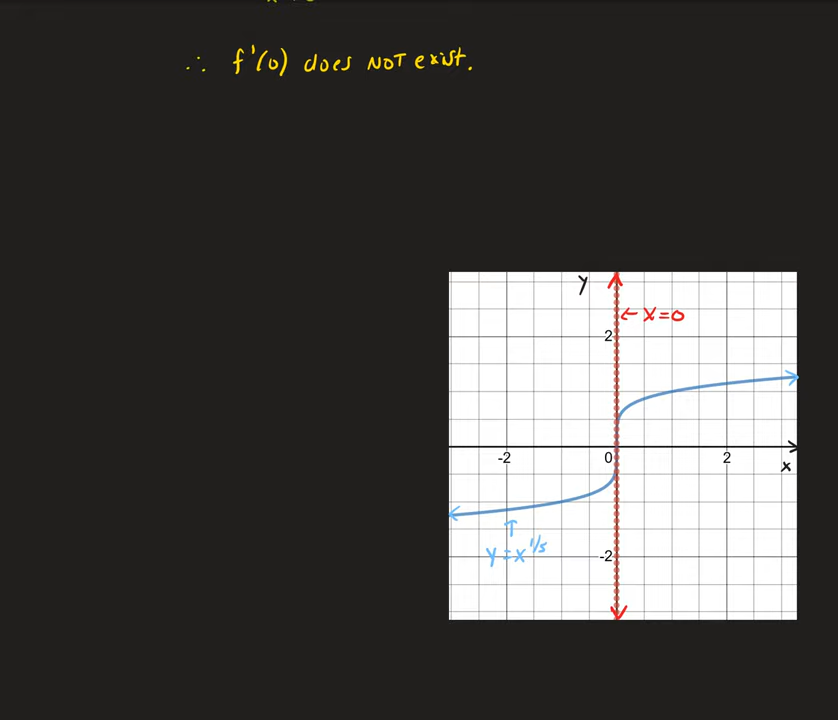 ∴ f'(0) does NOT exist.
y
← x=0
2
-2
0
2
x
y=x^1/5
-2